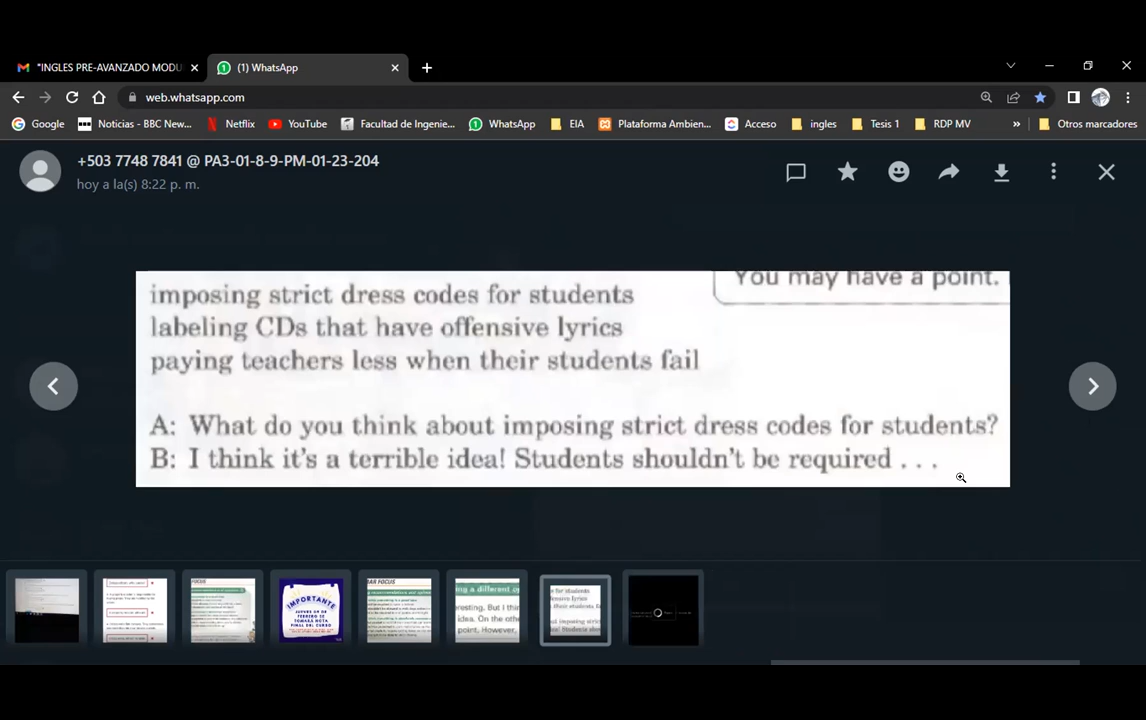 *INGLES PRE-AVANZADO MODU
(1) WhatsApp
web.whatsapp.com
Google
Noticias - BBC New...
Netflix
YouTube
Facultad de Ingenie...
WhatsApp
EIA
Plataforma Ambien...
Acceso
ingles
Tesis 1
RDP MV
»
Otros marcadores
+503 7748 7841 @ PA3-01-8-9-PM-01-23-204
hoy a la(s) 8:22 p. m.
You may have a point.
imposing strict dress codes for students
labeling CDs that have offensive lyrics
paying teachers less when their students fail
A: What do you think about imposing strict dress codes for students?
B: I think it's a terrible idea! Students shouldn't be required . . .
IMPORTANTE